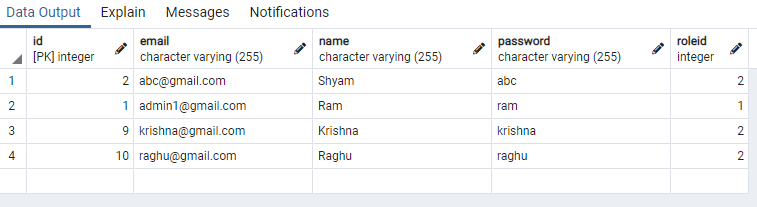 Data Output Explain Messages Notifications
id email name password roleid
[PK] integer character varying (255) character varying (255) character varying (255) integer
1 2 abc@gmail.com Shyam abc 2
2 1 admin1@gmail.com Ram ram 1
3 9 krishna@gmail.com Krishna krishna 2
4 10 raghu@gmail.com Raghu raghu 2